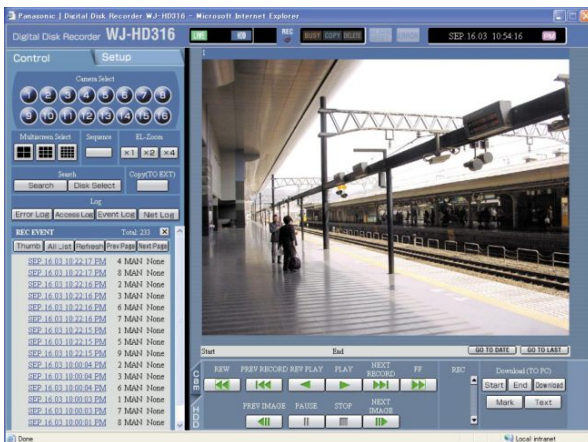 Panasonic | Digital Disk Recorder WJ-HD316 - Microsoft Internet Explorer
Digital Disk Recorder WJ-HD316
LIVE HDD REC BUSY COPY DELETE ERROR SEP.16.03 10:54:16 PM
Control Setup
1
Camera Select
1 2 3 4 5 6 7 8
9 10 11 12 13 14 15 16
Multiscreen Select Sequence EL-Zoom
×1 ×2 ×4
Search Copy(TO EXT)
Search Disk Select
Log
Error Log Access Log Event Log Net Log
REC EVENT Total: 233
Thumb All List Refresh Prev Page Next Page
SEP.16.03 10:22:17 PM 4 MAN None
SEP.16.03 10:22:17 PM 8 MAN None
SEP.16.03 10:22:16 PM 2 MAN None
SEP.16.03 10:22:16 PM 3 MAN None
SEP.16.03 10:22:16 PM 6 MAN None
SEP.16.03 10:22:16 PM 7 MAN None
SEP.16.03 10:22:15 PM 1 MAN None
SEP.16.03 10:22:15 PM 5 MAN None
SEP.16.03 10:22:15 PM 9 MAN None
SEP.16.03 10:00:04 PM 2 MAN None
SEP.16.03 10:00:04 PM 3 MAN None
SEP.16.03 10:00:04 PM 6 MAN None
SEP.16.03 10:00:03 PM 1 MAN None
SEP.16.03 10:00:03 PM 7 MAN None
SEP.16.03 10:00:01 PM 8 MAN None
Start End GO TO DATE GO TO LAST
Cam
HDD
REW PREV RECORD REV PLAY PLAY NEXT RECORD FF
PREV IMAGE PAUSE STOP NEXT IMAGE
REC
Download (TO PC)
Start End Download
Mark Text
Done Local intranet